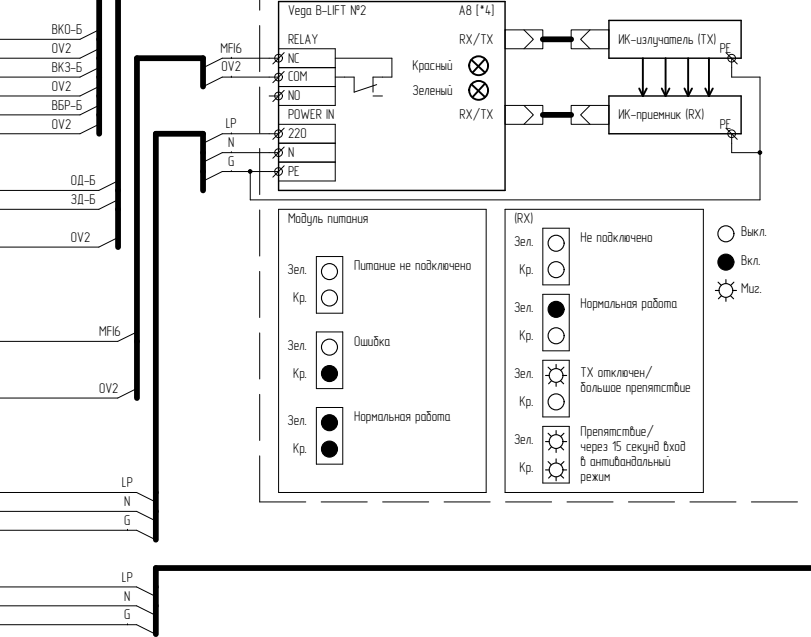 ВКО-Б
0V2
ВКЗ-Б
0V2
ВБР-Б
0V2
ОД-Б
ЗД-Б
0V2
MFI6
0V2
LP
N
G
LP
N
G
MFI6
0V2
LP
N
G
Vega B-LIFT №2
A8 [*4]
RELAY
NC
COM
NO
POWER IN
220
N
PE
RX/TX
Красный
Зеленый
RX/TX
ИК-излучатель (TX)
PE
ИК-приемник (RX)
PE
Модуль питания
Зел.
Кр.
Питание не подключено
Зел.
Кр.
Ошибка
Зел.
Кр.
Нормальная работа
(RX)
Зел.
Кр.
Не подключено
Зел.
Кр.
Нормальная работа
Зел.
Кр.
TX отключен/
большое препятствие
Зел.
Кр.
Препятствие/
через 15 секунд вход
в антивандальный
режим
Выкл.
Вкл.
Миг.